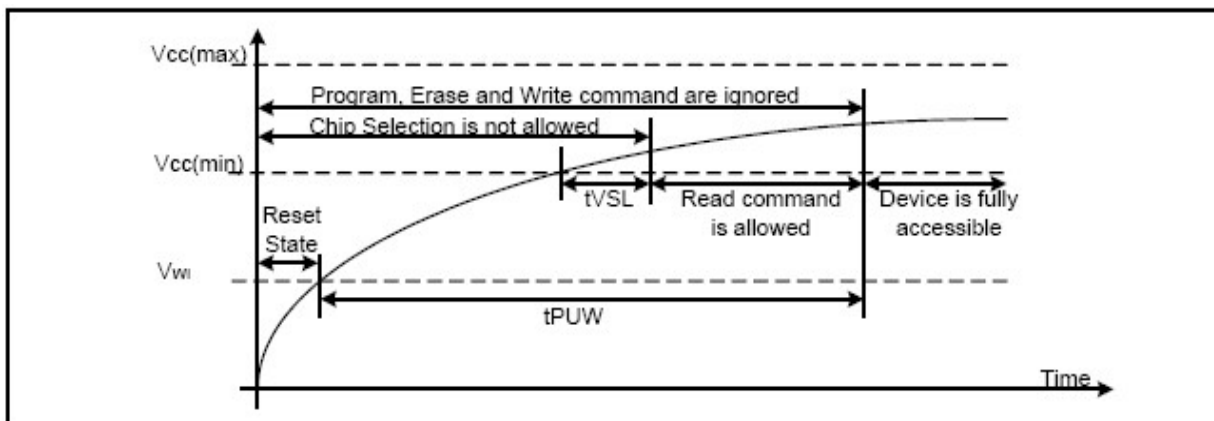 Vcc(max)
Program, Erase and Write command are ignored
Chip Selection is not allowed
Vcc(min)
tVSL
Read command
is allowed
Device is fully
accessible
Reset
State
VWI
tPUW
Time